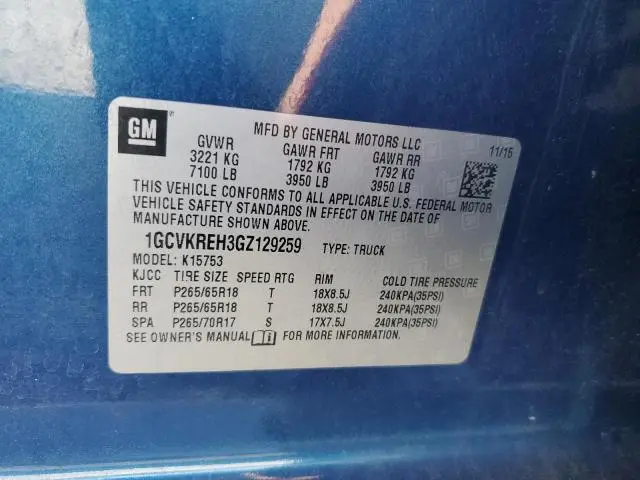 GM
MFD BY GENERAL MOTORS LLC 11/15
GVWR GAWR FRT GAWR RR
3221 KG 1792 KG 1792 KG
7100 LB 3950 LB 3950 LB
THIS VEHICLE CONFORMS TO ALL APPLICABLE U.S. FEDERAL MOTOR
VEHICLE SAFETY STANDARDS IN EFFECT ON THE DATE OF
MANUFACTURE SHOWN ABOVE.
1GCVKREH3GZ129259 TYPE: TRUCK
MODEL: K15753
KJCC TIRE SIZE SPEED RTG RIM COLD TIRE PRESSURE
FRT P265/65R18 T 18X8.5J 240KPA(35PSI)
RR P265/65R18 T 18X8.5J 240KPA(35PSI)
SPA P265/70R17 S 17X7.5J 240KPA(35PSI)
SEE OWNER'S MANUAL FOR MORE INFORMATION.